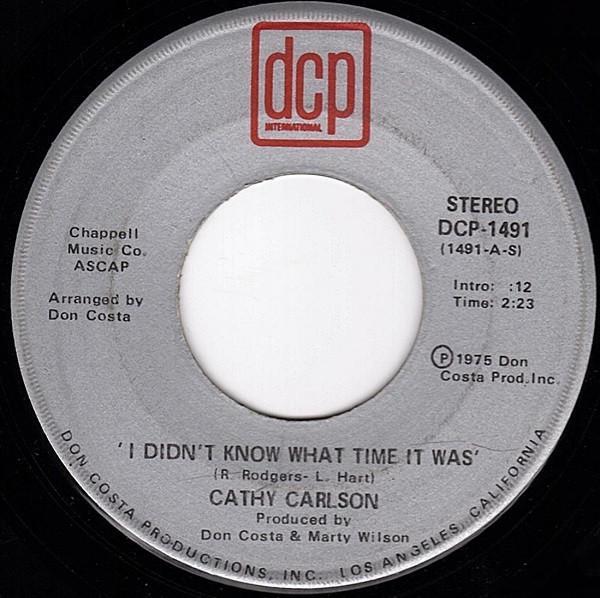 dcp
INTERNATIONAL
STEREO
DCP-1491
(1491-A-S)
Chappell
Music Co.
ASCAP
Intro: :12
Time: 2:23
Arranged by
Don Costa
Ⓟ1975 Don
Costa Prod. Inc.
'I DIDN'T KNOW WHAT TIME IT WAS'
(R. Rodgers- L. Hart)
CATHY CARLSON
Produced by
Don Costa & Marty Wilson
DON COSTA PRODUCTIONS, INC. LOS ANGELES, CALIFORNIA